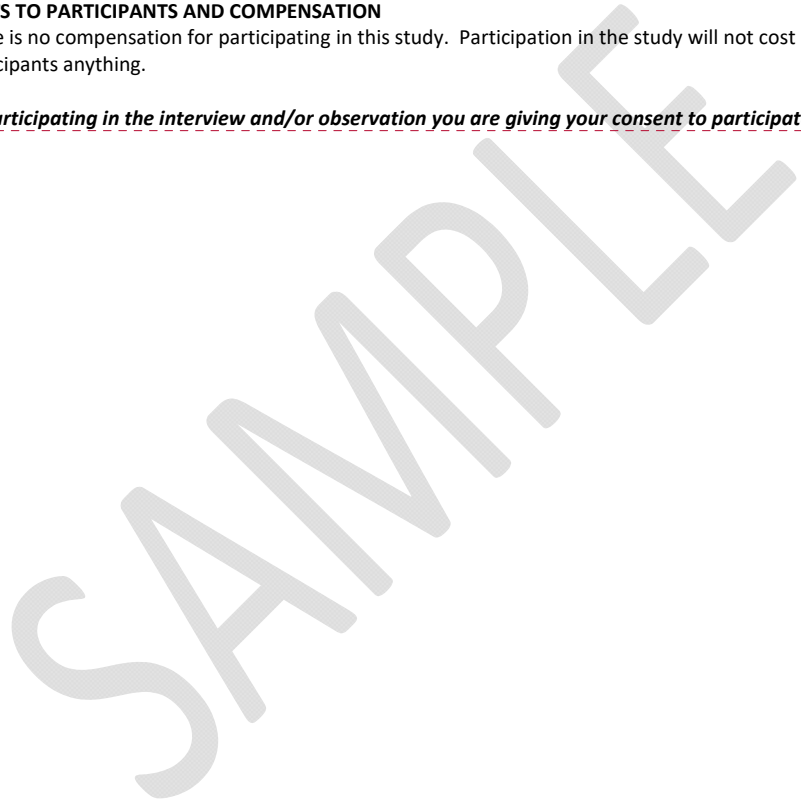 S TO PARTICIPANTS AND COMPENSATION
e is no compensation for participating in this study. Participation in the study will not cost
cipants anything.
articipating in the interview and/or observation you are giving your consent to participat
SAMPLE